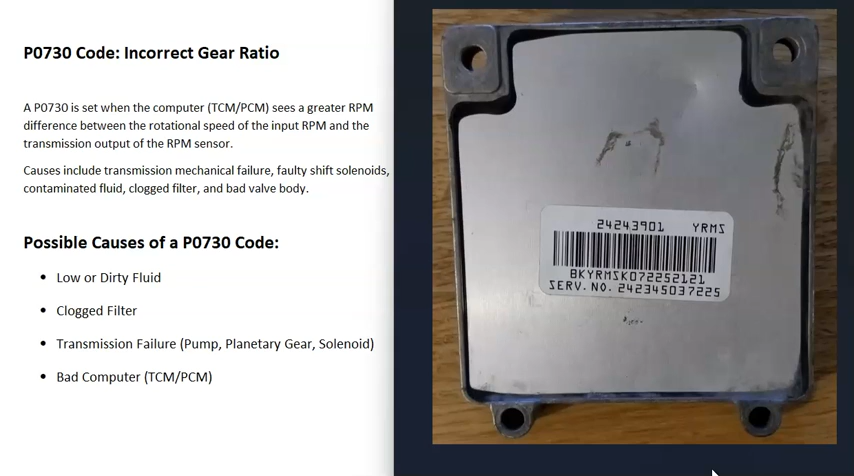 P0730 Code: Incorrect Gear Ratio
A P0730 is set when the computer (TCM/PCM) sees a greater RPM
difference between the rotational speed of the input RPM and the
transmission output of the RPM sensor.
Causes include transmission mechanical failure, faulty shift solenoids,
contaminated fluid, clogged filter, and bad valve body.
Possible Causes of a P0730 Code:
• Low or Dirty Fluid
• Clogged Filter
• Transmission Failure (Pump, Planetary Gear, Solenoid)
• Bad Computer (TCM/PCM)
24243901 YRMS
BKYRMSK072252121
SERV. NO. 242345037225